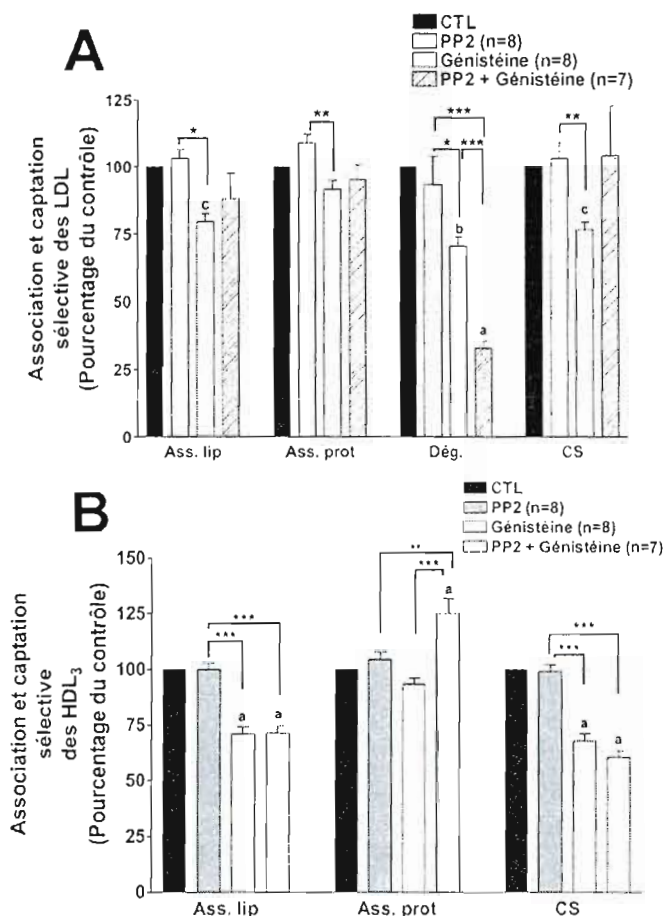 A
CTL
PP2 (n=8)
Génistéine (n=8)
PP2 + Génistéine (n=7)
Association et captation
sélective des LDL
(Pourcentage du contrôle)
125
100
75
50
25
0
*
c
**
***
*
***
b
a
**
c
Ass. lip
Ass. prot
Dég.
CS
B
CTL
PP2 (n=8)
Génistéine (n=8)
PP2 + Génistéine (n=7)
Association et captation
sélective
des HDL3
(Pourcentage du contrôle)
150
125
100
75
50
25
0
***
***
a
a
**
***
a
***
***
a
a
Ass. lip
Ass. prot
CS